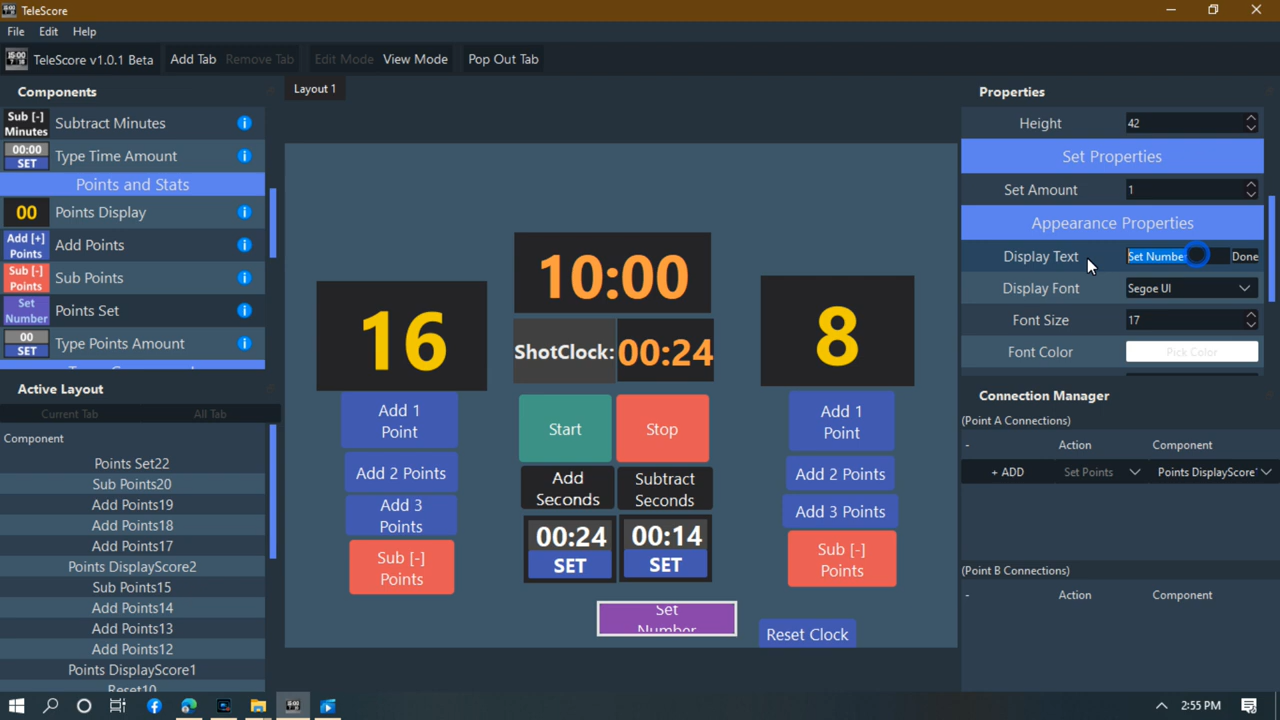 TeleScore
File Edit Help
TeleScore v1.0.1 Beta Add Tab Remove Tab Edit Mode View Mode Pop Out Tab
Components
Sub [-]
Minutes
Subtract Minutes
00:00
SET
Type Time Amount
Points and Stats
00
Points Display
Add [+]
Points
Add Points
Sub [-]
Points
Sub Points
Set
Number
Points Set
00
SET
Type Points Amount
Active Layout
Current Tab All Tab
Component
Points Set22
Sub Points20
Add Points19
Add Points18
Add Points17
Points DisplayScore2
Sub Points15
Add Points14
Add Points13
Add Points12
Points DisplayScore1
Reset10
Layout 1
10:00
16
ShotClock: 00:24
8
Add 1
Point
Add 2 Points
Add 3
Points
Sub [-]
Points
Start
Stop
Add
Seconds
Subtract
Seconds
00:24
SET
00:14
SET
Add 1
Point
Add 2 Points
Add 3 Points
Sub [-]
Points
Set
Number
Reset Clock
Properties
Height 42
Set Properties
Set Amount 1
Appearance Properties
Display Text Set Number Done
Display Font Segoe UI
Font Size 17
Font Color Pick Color
Connection Manager
(Point A Connections)
- Action Component
+ ADD Set Points Points DisplayScore
(Point B Connections)
- Action Component
2:55 PM